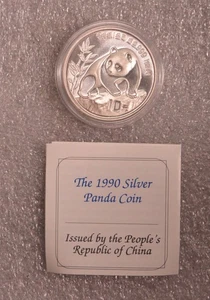 The 1990 Silver
Panda Coin
Issued by the People's
Republic of China